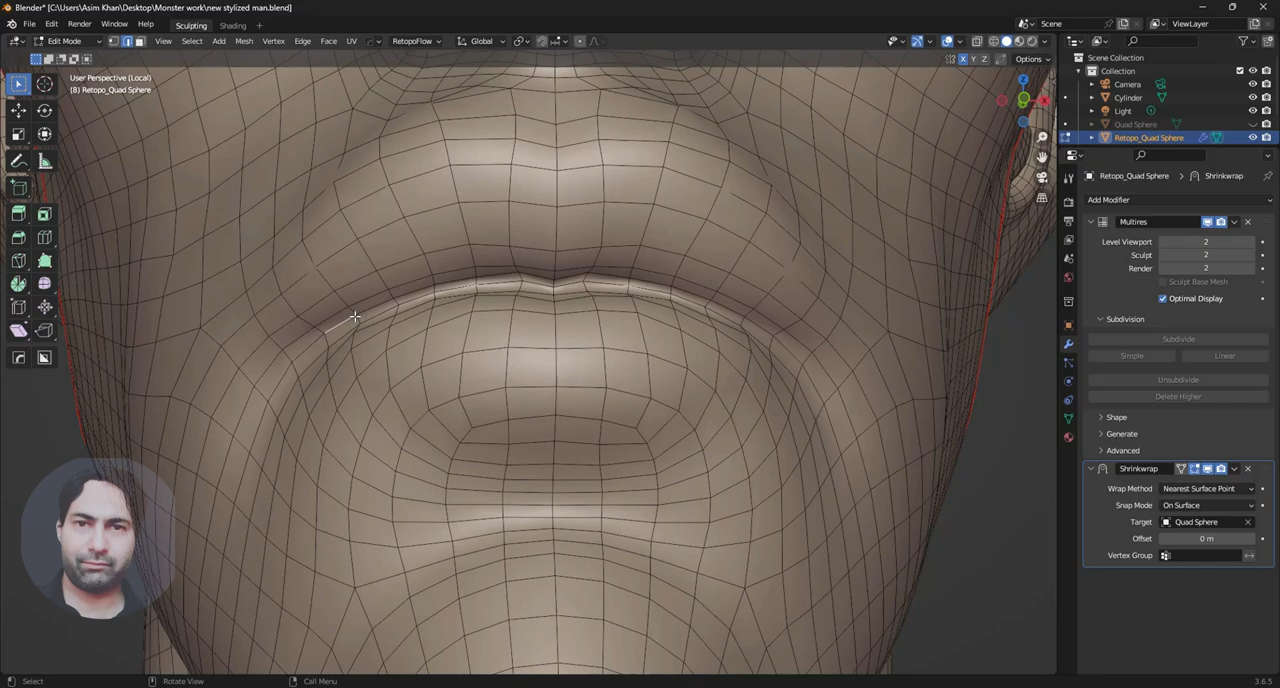 Blender* [C:\Users\Asim Khan\Desktop\Monster work\new stylized man.blend]
File Edit Render Window Help Sculpting Shading + Scene ViewLayer
Edit Mode View Select Add Mesh Vertex Edge Face UV RetopoFlow Global
X Y Z Options
User Perspective (Local)
(8) Retopo_Quad Sphere
Scene Collection
Collection
Camera
Cylinder
Light
Quad Sphere
Retopo_Quad Sphere
Retopo_Quad Sphere > Shrinkwrap
Add Modifier
Multires
Level Viewport 2
Sculpt 2
Render 2
Sculpt Base Mesh
Optimal Display
Subdivision
Subdivide
Simple Linear
Unsubdivide
Delete Higher
Shape
Generate
Advanced
Shrinkwrap
Wrap Method Nearest Surface Point
Snap Mode On Surface
Target Quad Sphere
Offset 0 m
Vertex Group
Select Rotate View Call Menu 3.6.5